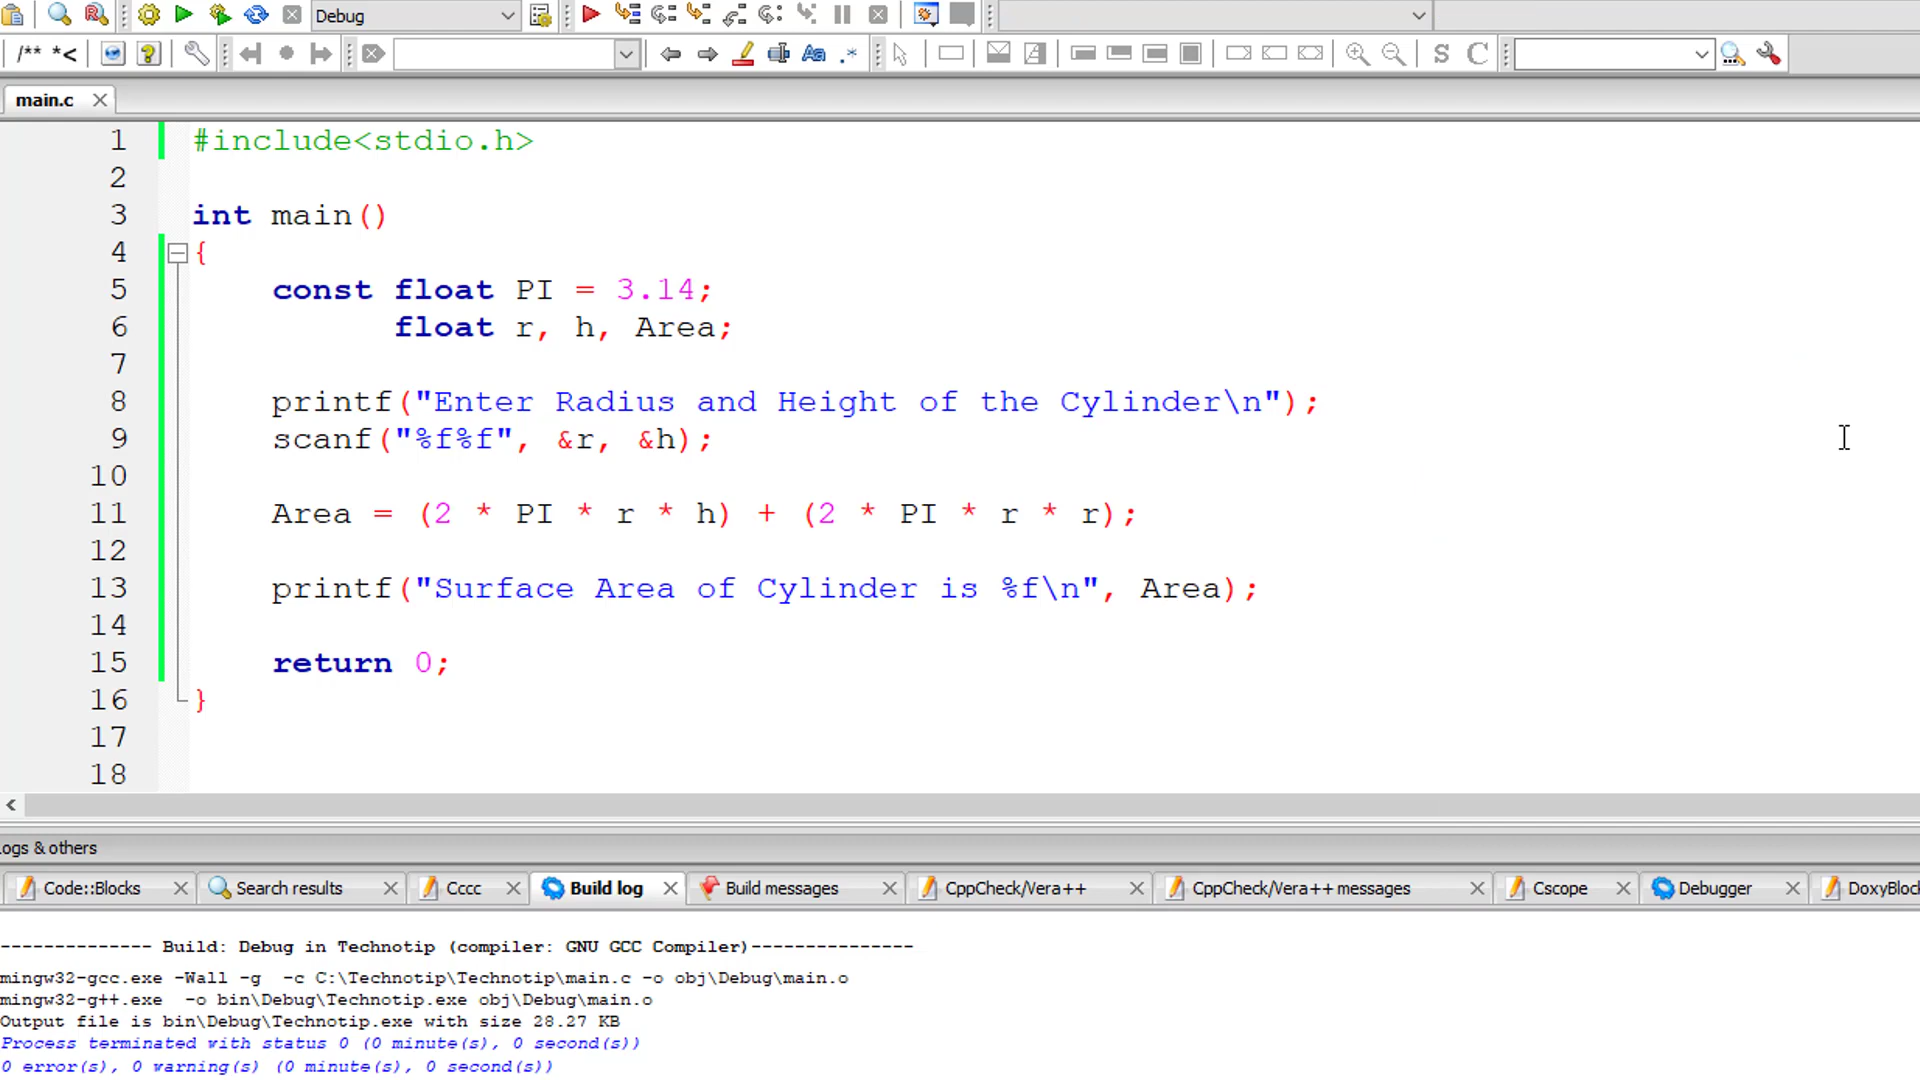 Debug
/** *<
Aa
.*
S
C
main.c
1 #include<stdio.h>
2
3 int main()
4 {
5 const float PI = 3.14;
6 float r, h, Area;
7
8 printf("Enter Radius and Height of the Cylinder\n");
9 scanf("%f%f", &r, &h);
10
11 Area = (2 * PI * r * h) + (2 * PI * r * r);
12
13 printf("Surface Area of Cylinder is %f\n", Area);
14
15 return 0;
16 }
17
18
Logs & others
Code::Blocks Search results Cccc Build log Build messages CppCheck/Vera++ CppCheck/Vera++ messages Cscope Debugger DoxyBloc
-------------- Build: Debug in Technotip (compiler: GNU GCC Compiler)---------------
mingw32-gcc.exe -Wall -g -c C:\Technotip\Technotip\main.c -o obj\Debug\main.o
mingw32-g++.exe -o bin\Debug\Technotip.exe obj\Debug\main.o
Output file is bin\Debug\Technotip.exe with size 28.27 KB
Process terminated with status 0 (0 minute(s), 0 second(s))
0 error(s), 0 warning(s) (0 minute(s), 0 second(s))